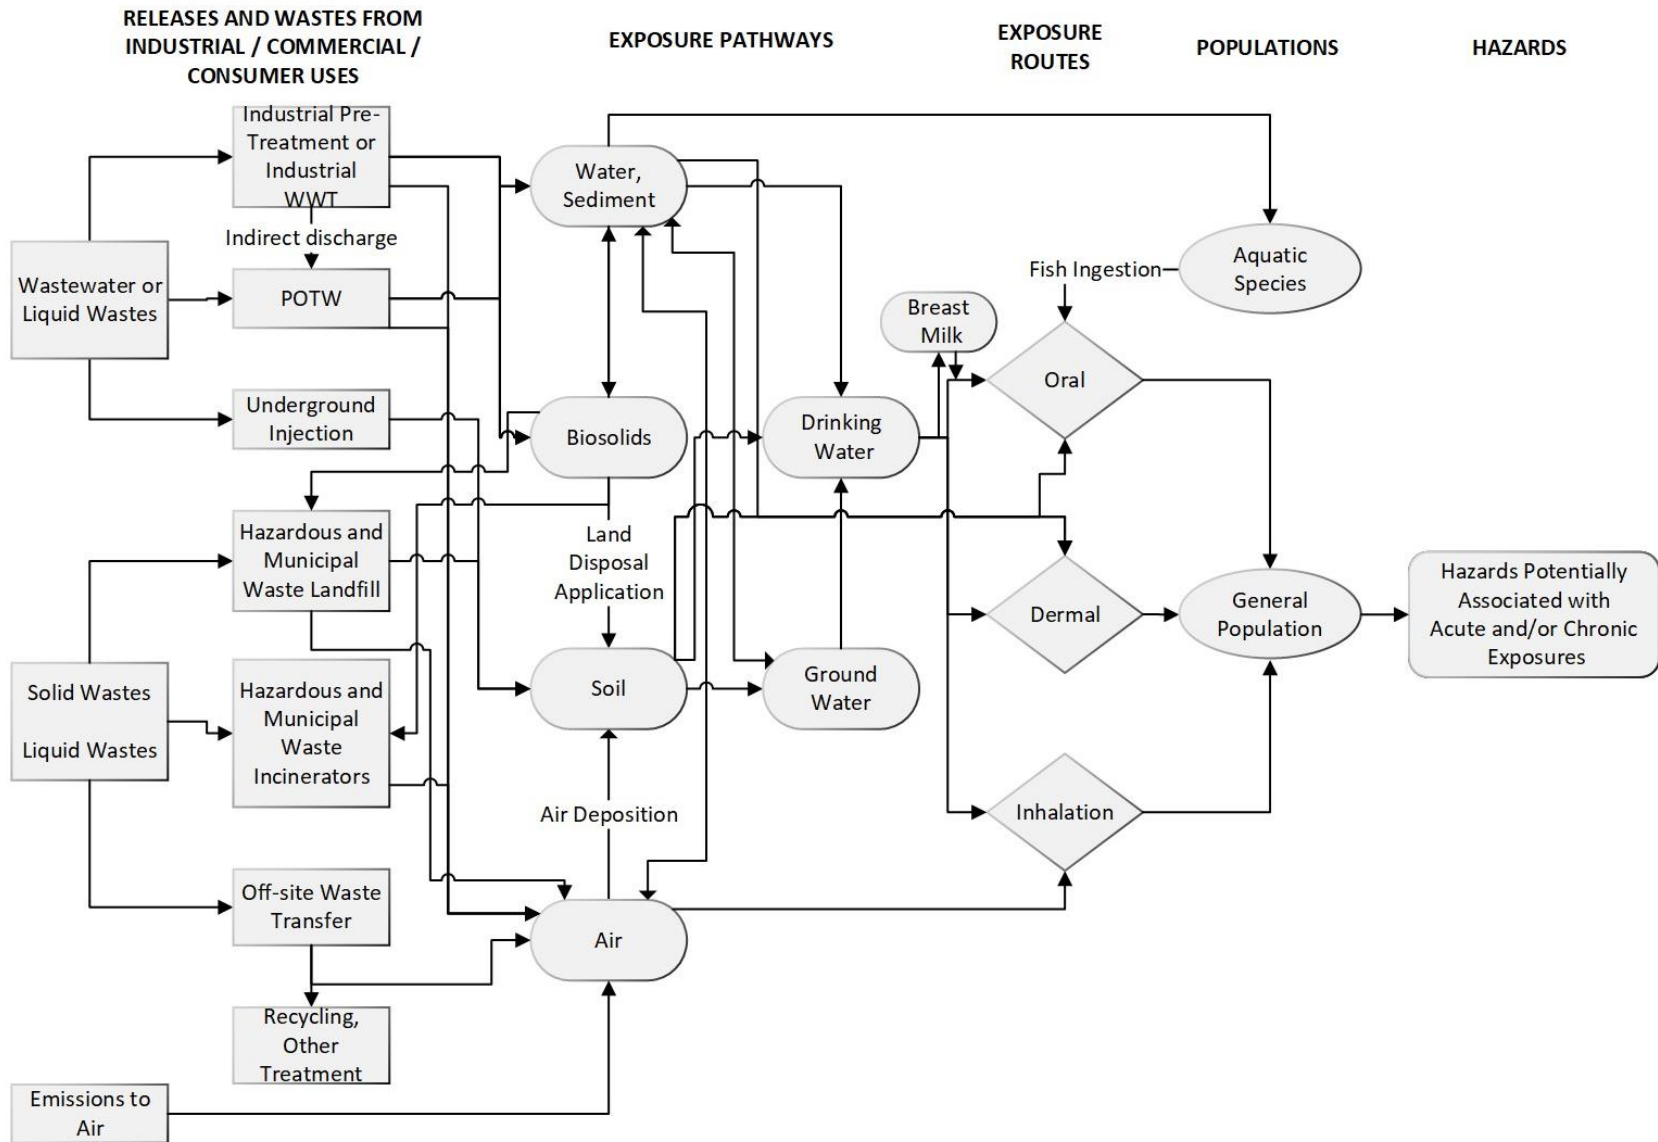 RELEASES AND WASTES FROM
INDUSTRIAL / COMMERCIAL /
CONSUMER USES
EXPOSURE PATHWAYS
EXPOSURE
ROUTES
POPULATIONS
HAZARDS
Industrial Pre-
Treatment or
Industrial
WWT
Indirect discharge
Wastewater or
Liquid Wastes
POTW
Underground
Injection
Hazardous and
Municipal
Waste Landfill
Solid Wastes
Liquid Wastes
Hazardous and
Municipal
Waste
Incinerators
Off-site Waste
Transfer
Recycling,
Other
Treatment
Emissions to
Air
Water,
Sediment
Biosolids
Land
Disposal
Application
Soil
Air Deposition
Air
Drinking
Water
Ground
Water
Breast
Milk
Fish Ingestion
Oral
Dermal
Inhalation
Aquatic
Species
General
Population
Hazards Potentially
Associated with
Acute and/or Chronic
Exposures